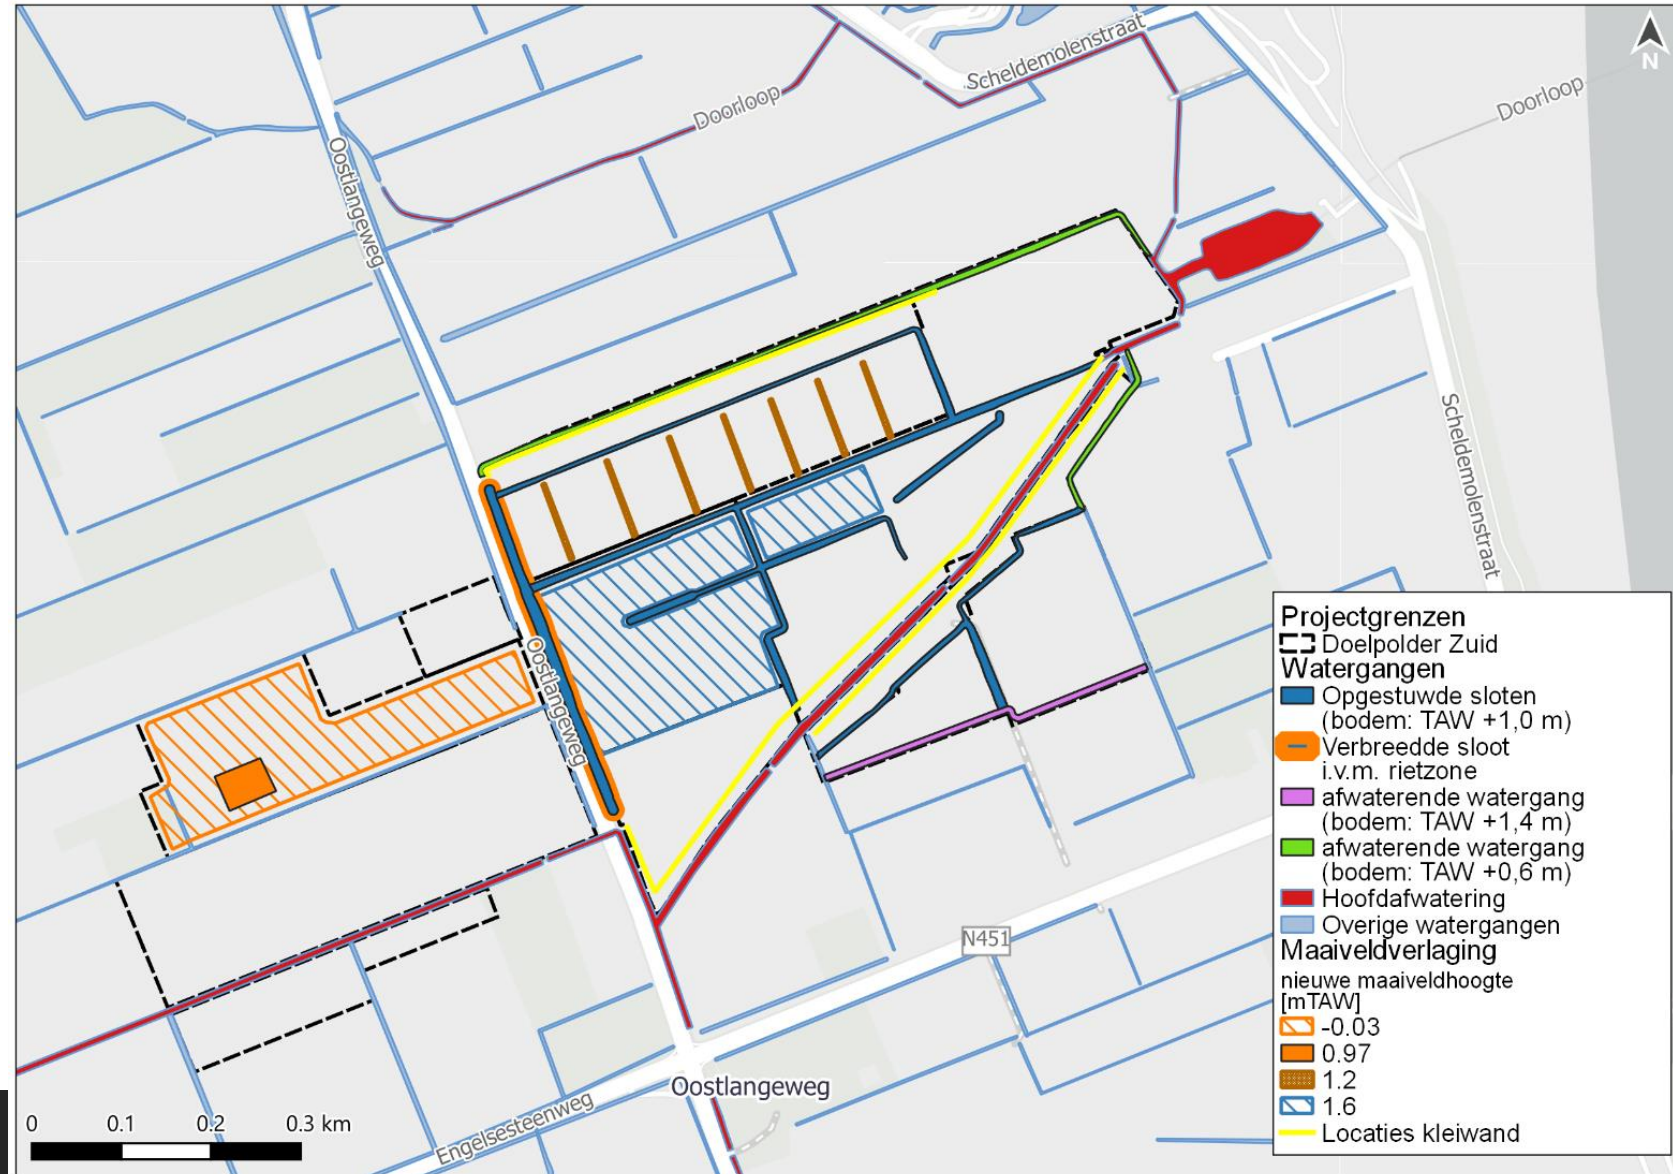 Scheldemolenstraat
N
Doorloop
Doorloop
Oostlangeweg
Scheldemolenstraat
Oostlangeweg
N451
Oostlangeweg
Engelsesteenweg
0 0.1 0.2 0.3 km
Projectgrenzen
Doelpolder Zuid
Watergangen
Opgestuwde sloten
(bodem: TAW +1,0 m)
Verbreedde sloot
i.v.m. rietzone
afwaterende watergang
(bodem: TAW +1,4 m)
afwaterende watergang
(bodem: TAW +0,6 m)
Hoofdafwatering
Overige watergangen
Maaiveldverlaging
nieuwe maaiveldhoogte
[mTAW]
-0.03
0.97
1.2
1.6
Locaties kleiwand